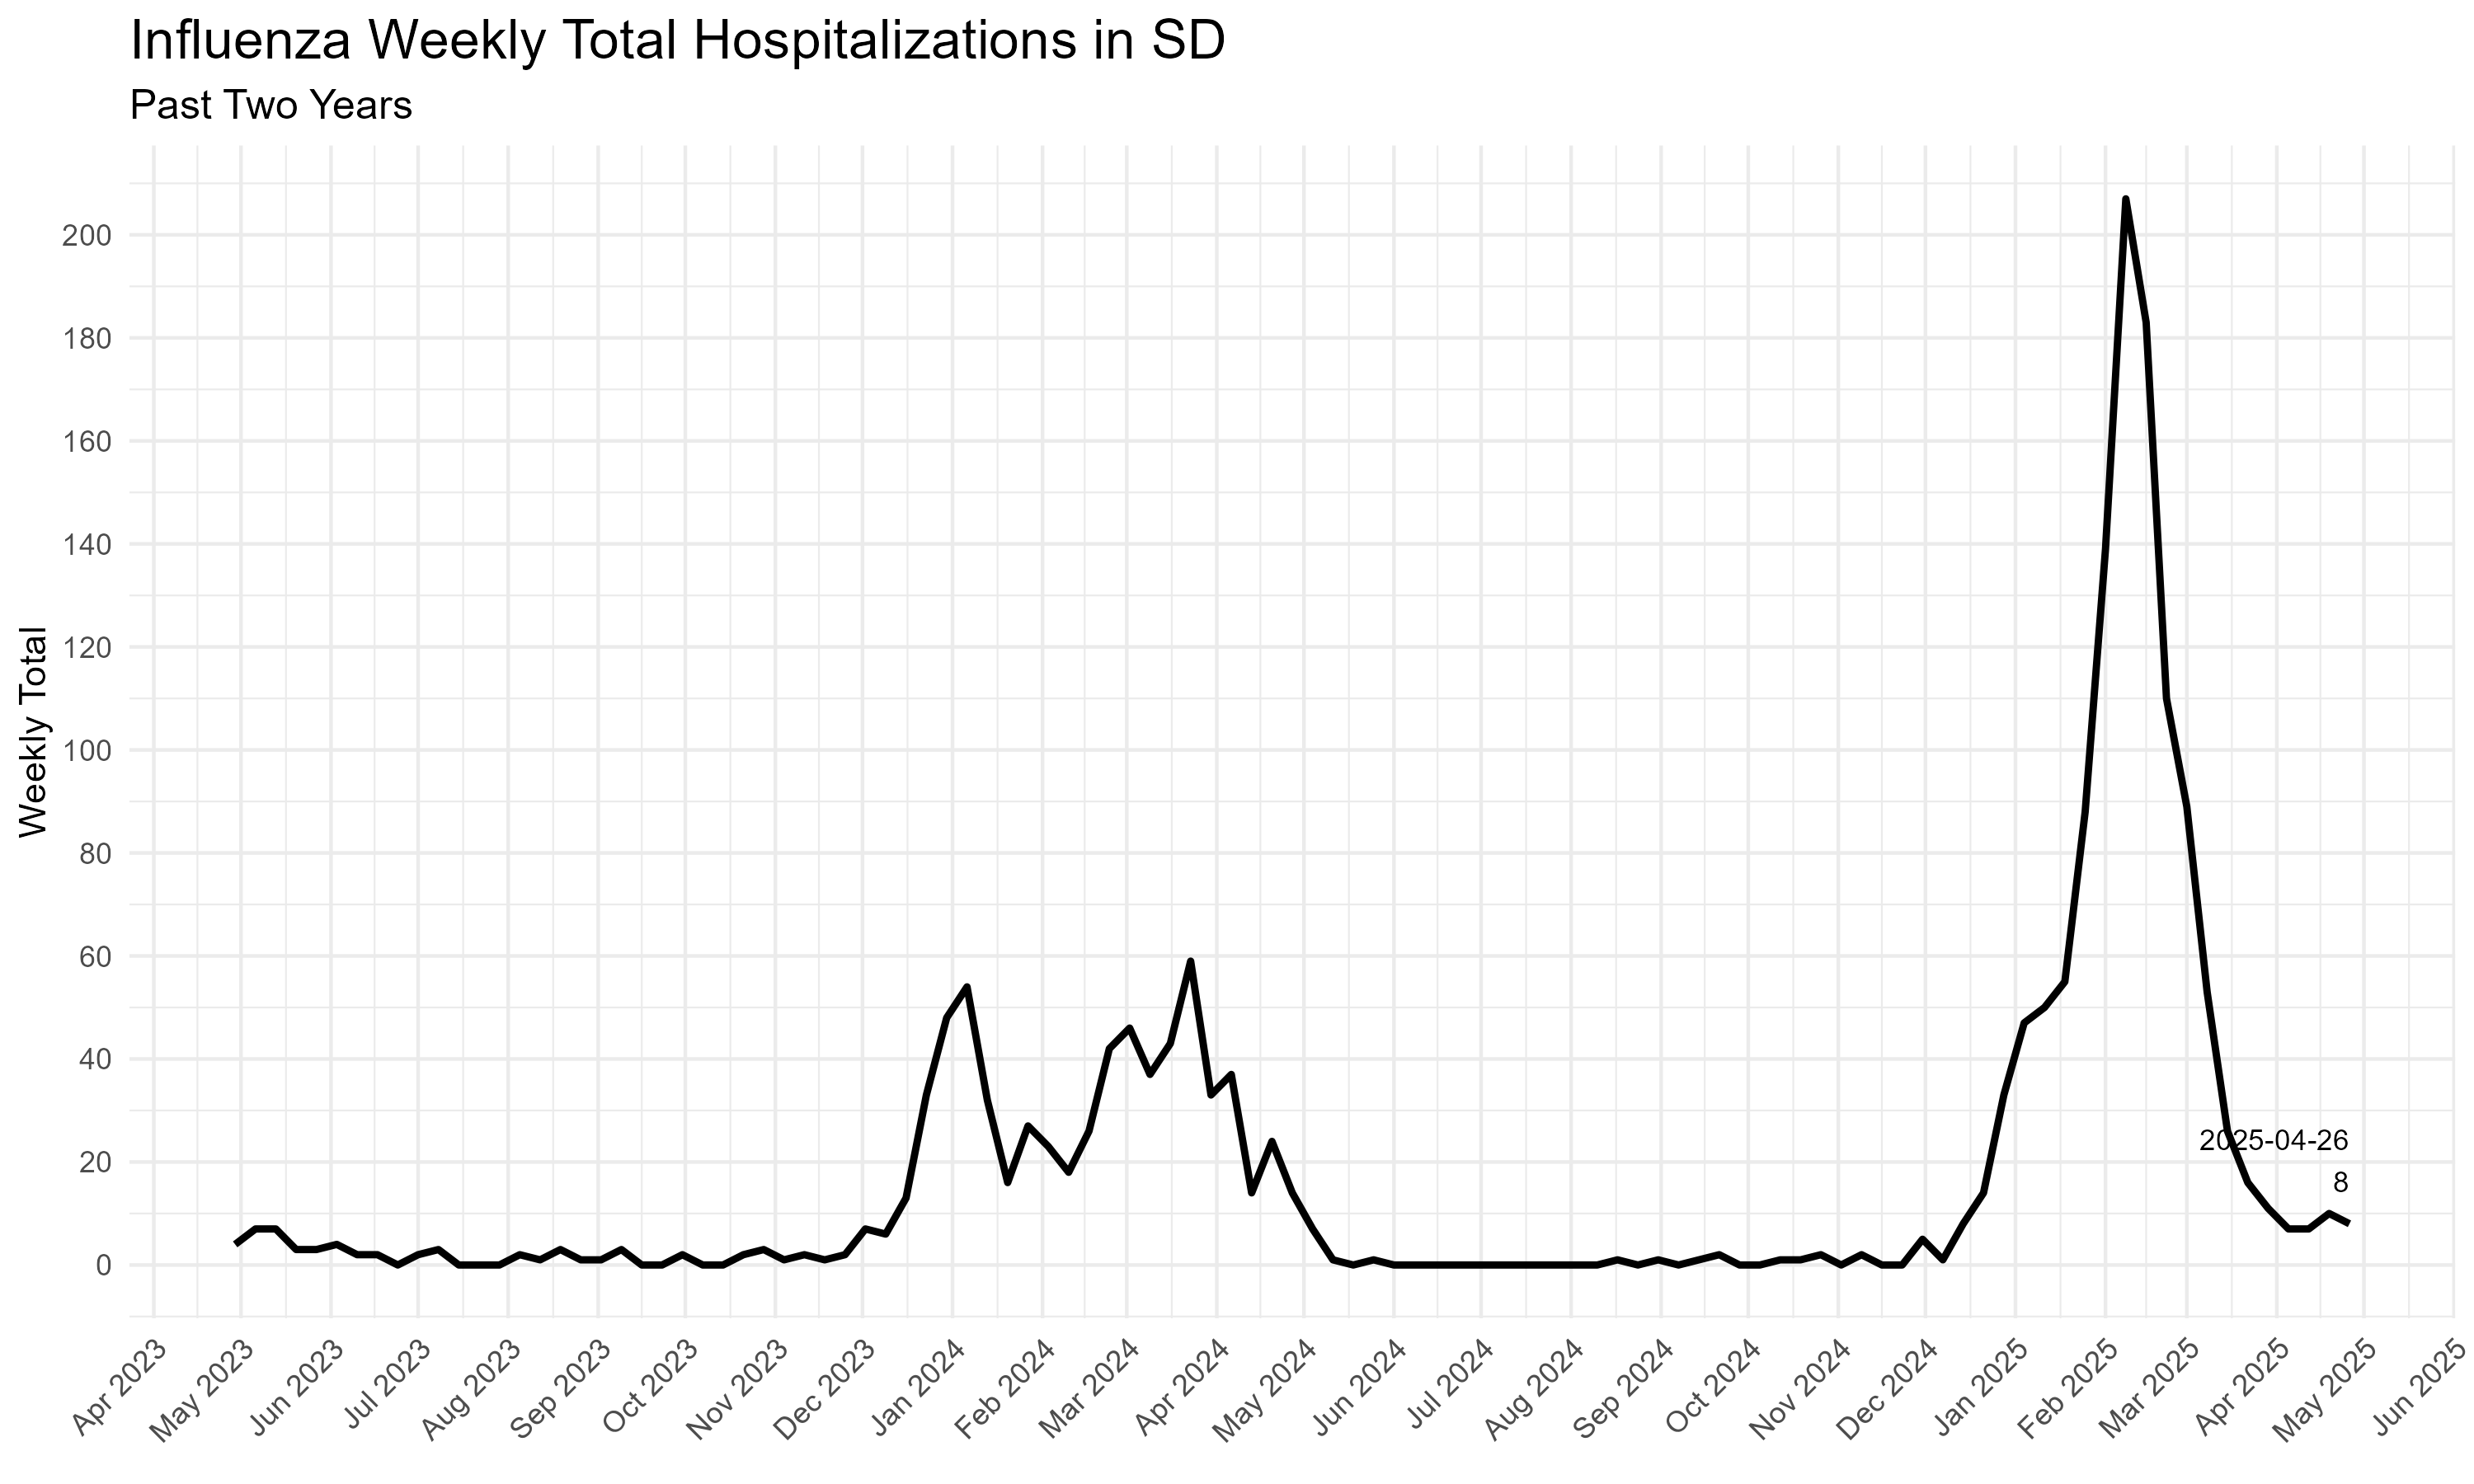 Influenza Weekly Total Hospitalizations in SD
Past Two Years
Weekly Total
200
180
160
140
120
100
80
60
40
20
0
2025-04-26
8
Apr 2023
May 2023
Jun 2023
Jul 2023
Aug 2023
Sep 2023
Oct 2023
Nov 2023
Dec 2023
Jan 2024
Feb 2024
Mar 2024
Apr 2024
May 2024
Jun 2024
Jul 2024
Aug 2024
Sep 2024
Oct 2024
Nov 2024
Dec 2024
Jan 2025
Feb 2025
Mar 2025
Apr 2025
May 2025
Jun 2025